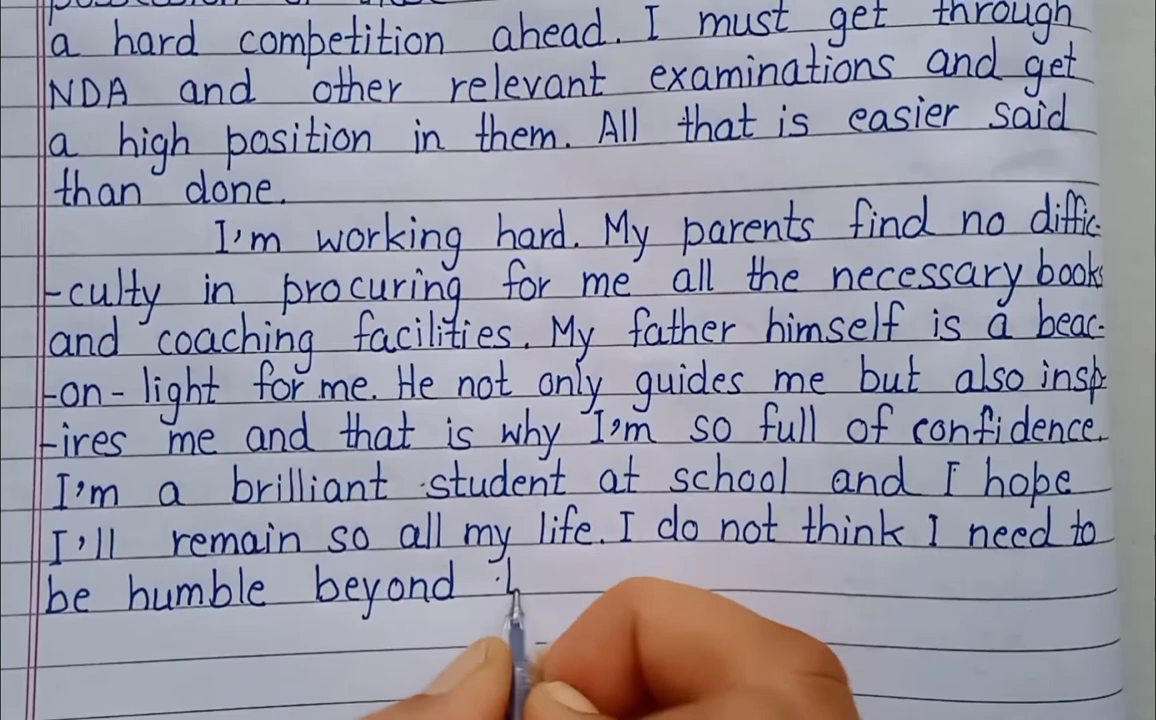 a hard competition ahead. I must get through
NDA and other relevant examinations and get
a high position in them. All that is easier said
than done.
I'm working hard. My parents find no diffic-
-culty in procuring for me all the necessary books
and coaching facilities. My father himself is a beac-
-on-light for me. He not only guides me but also insp-
-ires me and that is why I'm so full of confidence.
I'm a brilliant student at school and I hope
I'll remain so all my life. I do not think I need to
be humble beyond